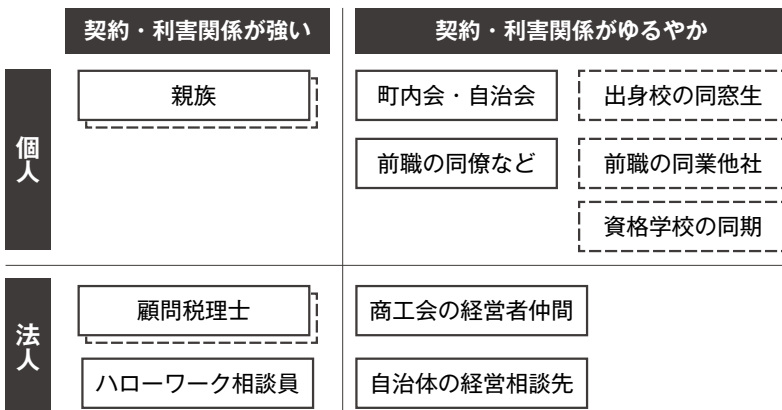 契約・利害関係が強い
契約・利害関係がゆるやか
個人
親族
町内会・自治会
出身校の同窓生
前職の同僚など
前職の同業他社
資格学校の同期
法人
顧問税理士
商工会の経営者仲間
ハローワーク相談員
自治体の経営相談先